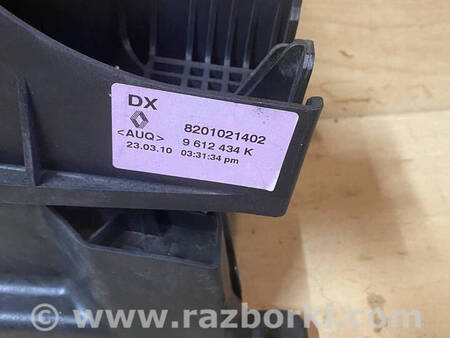 DX
8201021402
<AUQ> 9 612 434 K
23.03.10 03:31:34 pm
www.razborki.com